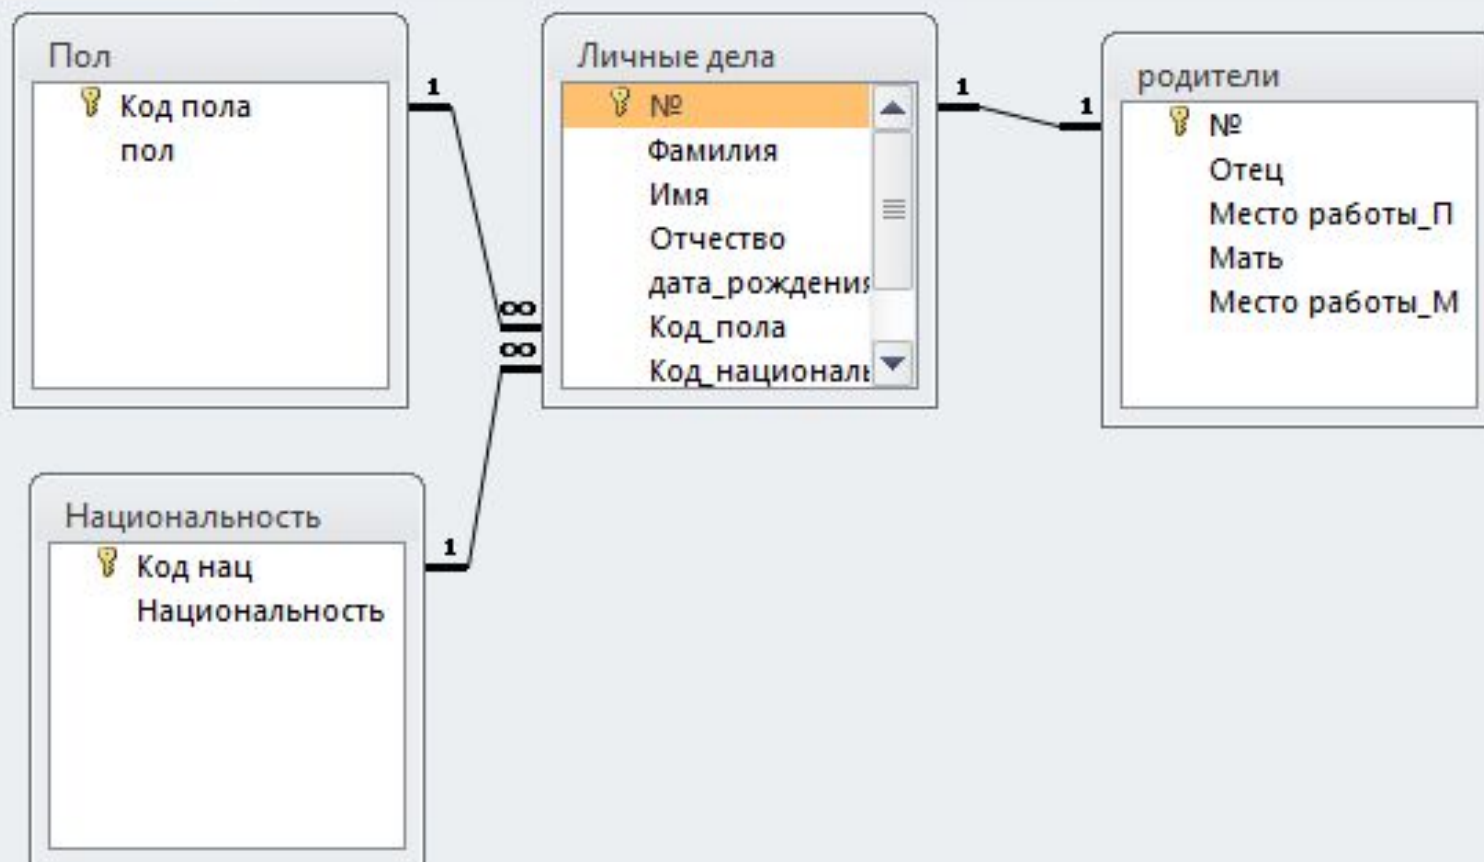 Пол
Код пола
пол
1
∞
∞
Личные дела
№
Фамилия
Имя
Отчество
дата_рождения
Код_пола
Код_националь
1
1
родители
№
Отец
Место работы_П
Мать
Место работы_М
Национальность
Код нац
Национальность
1